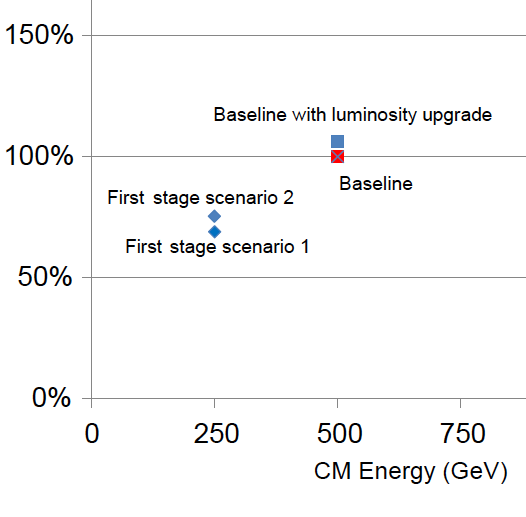 150%
Baseline with luminosity upgrade
100%
Baseline
First stage scenario 2
First stage scenario 1
50%
0%
0 250 500 750
CM Energy (GeV)